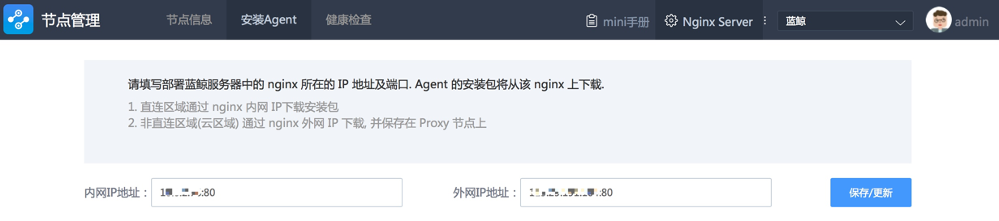 节点管理 节点信息 安装Agent 健康检查 mini手册 Nginx Server 蓝鲸 admin
请填写部署蓝鲸服务器中的 nginx 所在的 IP 地址及端口. Agent 的安装包将从该 nginx 上下载.
1. 直连区域通过 nginx 内网 IP下载安装包
2. 非直连区域(云区域) 通过 nginx 外网 IP 下载, 并保存在 Proxy 节点上
内网IP地址： :80 外网IP地址： :80 保存/更新